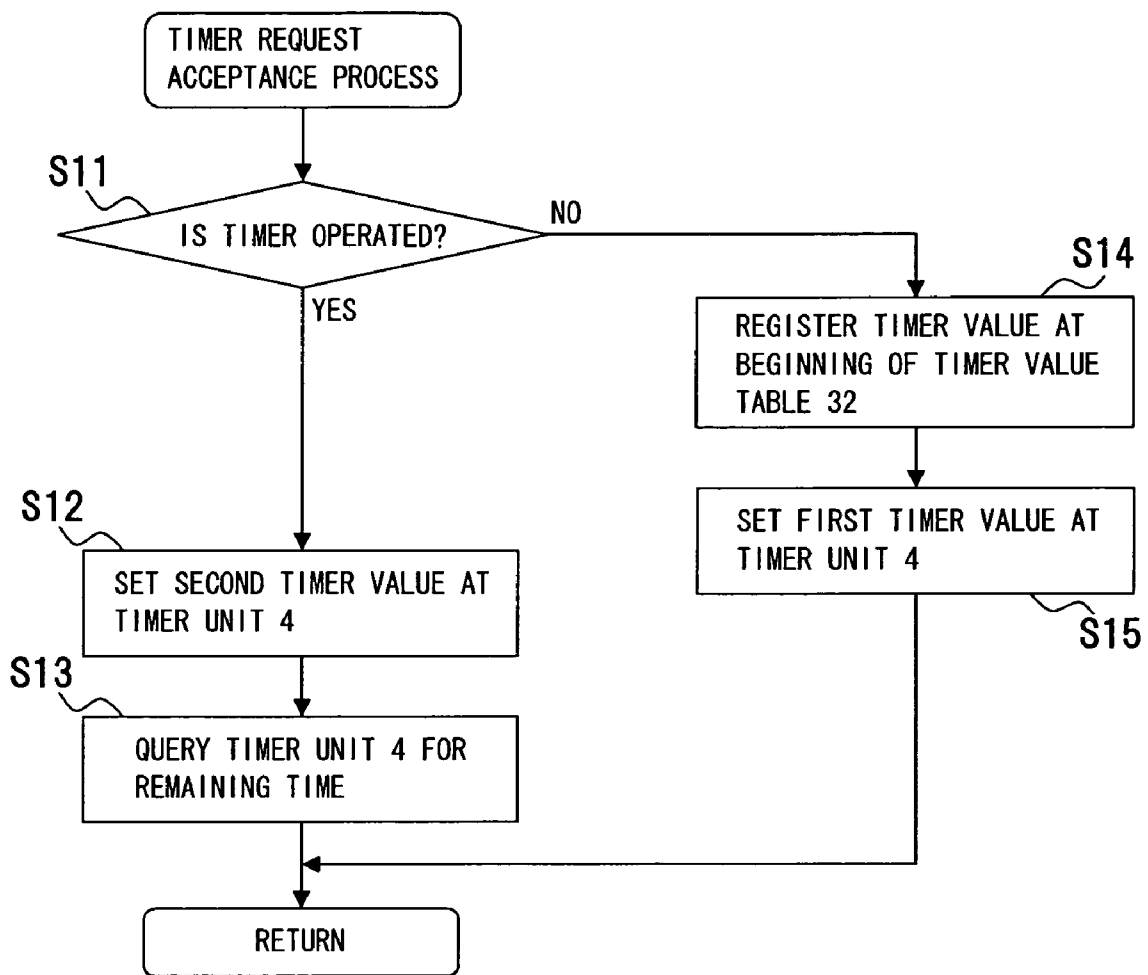 TIMER REQUEST
ACCEPTANCE PROCESS
S11
IS TIMER OPERATED?
NO
YES
S14
REGISTER TIMER VALUE AT
BEGINNING OF TIMER VALUE
TABLE 32
S12
SET SECOND TIMER VALUE AT
TIMER UNIT 4
SET FIRST TIMER VALUE AT
TIMER UNIT 4
S15
S13
QUERY TIMER UNIT 4 FOR
REMAINING TIME
RETURN